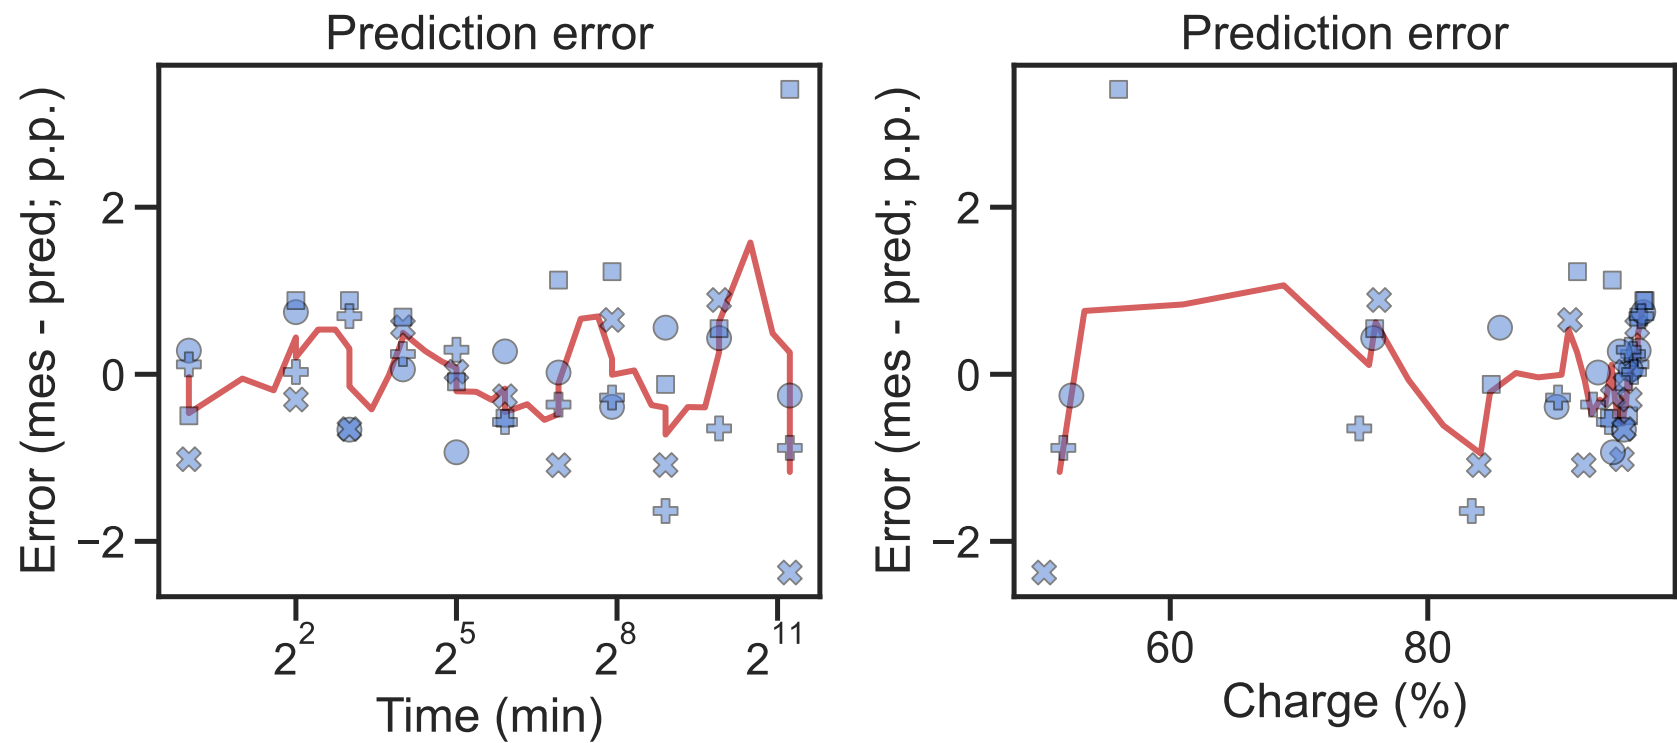 Prediction error
Error (mes - pred; p.p.)
2
0
−2
2^2
2^5
2^8
2^11
Time (min)
Prediction error
Error (mes - pred; p.p.)
2
0
−2
60
80
Charge (%)